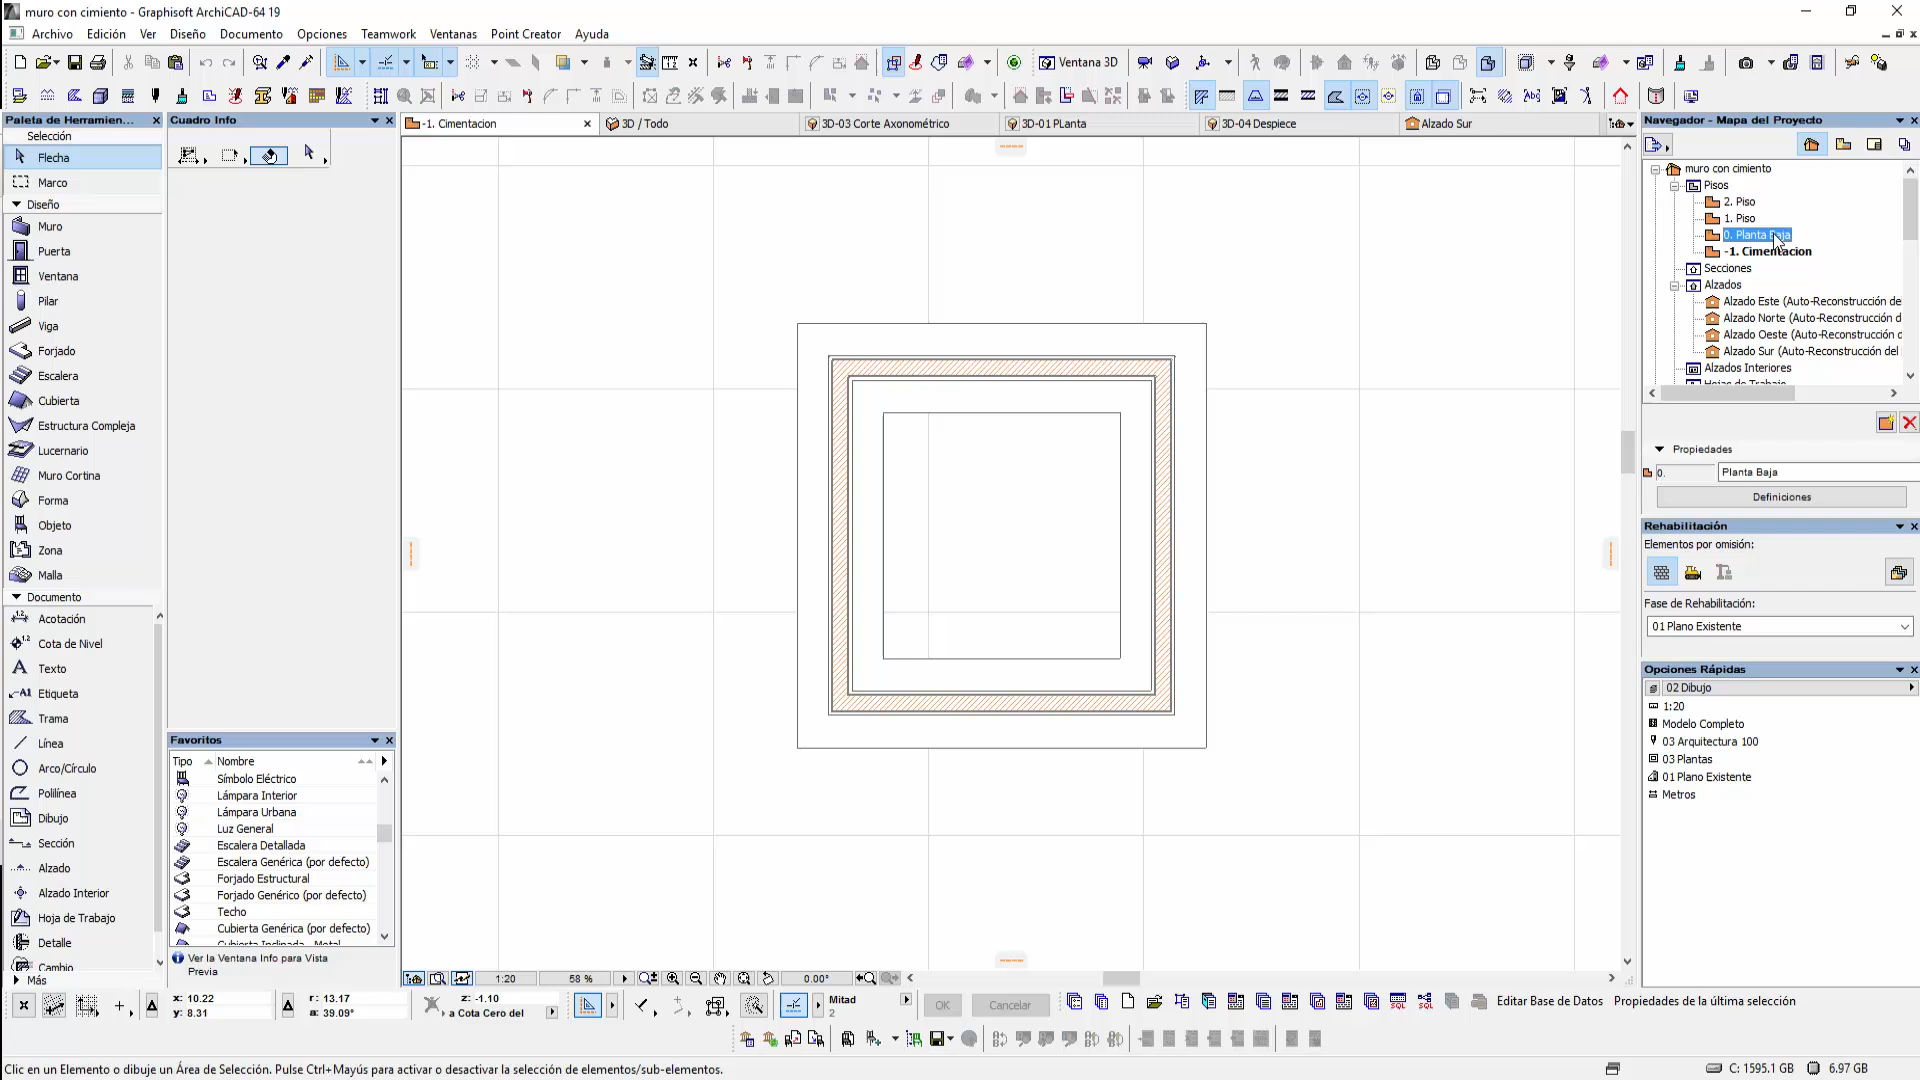 muro con cimiento - Graphisoft ArchiCAD-64 19
Archivo Edición Ver Diseño Documento Opciones Teamwork Ventanas Point Creator Ayuda
Ventana 3D
Paleta de Herramien...
Selección
Flecha
Marco
Diseño
Muro
Puerta
Ventana
Pilar
Viga
Forjado
Escalera
Cubierta
Estructura Compleja
Lucernario
Muro Cortina
Forma
Objeto
Zona
Malla
Documento
Acotación
Cota de Nivel
Texto
Etiqueta
Trama
Línea
Arco/Círculo
Polilínea
Dibujo
Sección
Alzado
Alzado Interior
Hoja de Trabajo
Detalle
Cambio
Más
Cuadro Info
Favoritos
Tipo Nombre
Símbolo Eléctrico
Lámpara Interior
Lámpara Urbana
Luz General
Escalera Detallada
Escalera Genérica (por defecto)
Forjado Estructural
Forjado Genérico (por defecto)
Techo
Cubierta Genérica (por defecto)
Cubierta Inclinada - Metal
Ver la Ventana Info para Vista
Previa
-1. Cimentacion
3D / Todo
3D-03 Corte Axonométrico
3D-01 PLanta
3D-04 Despiece
Alzado Sur
Navegador - Mapa del Proyecto
muro con cimiento
Pisos
2. Piso
1. Piso
0. Planta Baja
-1. Cimentacion
Secciones
Alzados
Alzado Este (Auto-Reconstrucción de
Alzado Norte (Auto-Reconstrucción d
Alzado Oeste (Auto-Reconstrucción d
Alzado Sur (Auto-Reconstrucción del
Alzados Interiores
Hojas de Trabajo
Propiedades
0. Planta Baja
Definiciones
Rehabilitación
Elementos por omisión:
Fase de Rehabilitación:
01 Plano Existente
Opciones Rápidas
02 Dibujo
1:20
Modelo Completo
03 Arquitectura 100
03 Plantas
01 Plano Existente
Metros
1:20 58 % 0.00°
x: 10.22
y: 8.31
r: 13.17
a: 39.09°
z: -1.10
a Cota Cero del
Mitad
2
OK
Cancelar
Editar Base de Datos Propiedades de la última selección
Clic en un Elemento o dibuje un Área de Selección. Pulse Ctrl+Mayús para activar o desactivar la selección de elementos/sub-elementos.
C: 1595.1 GB 6.97 GB